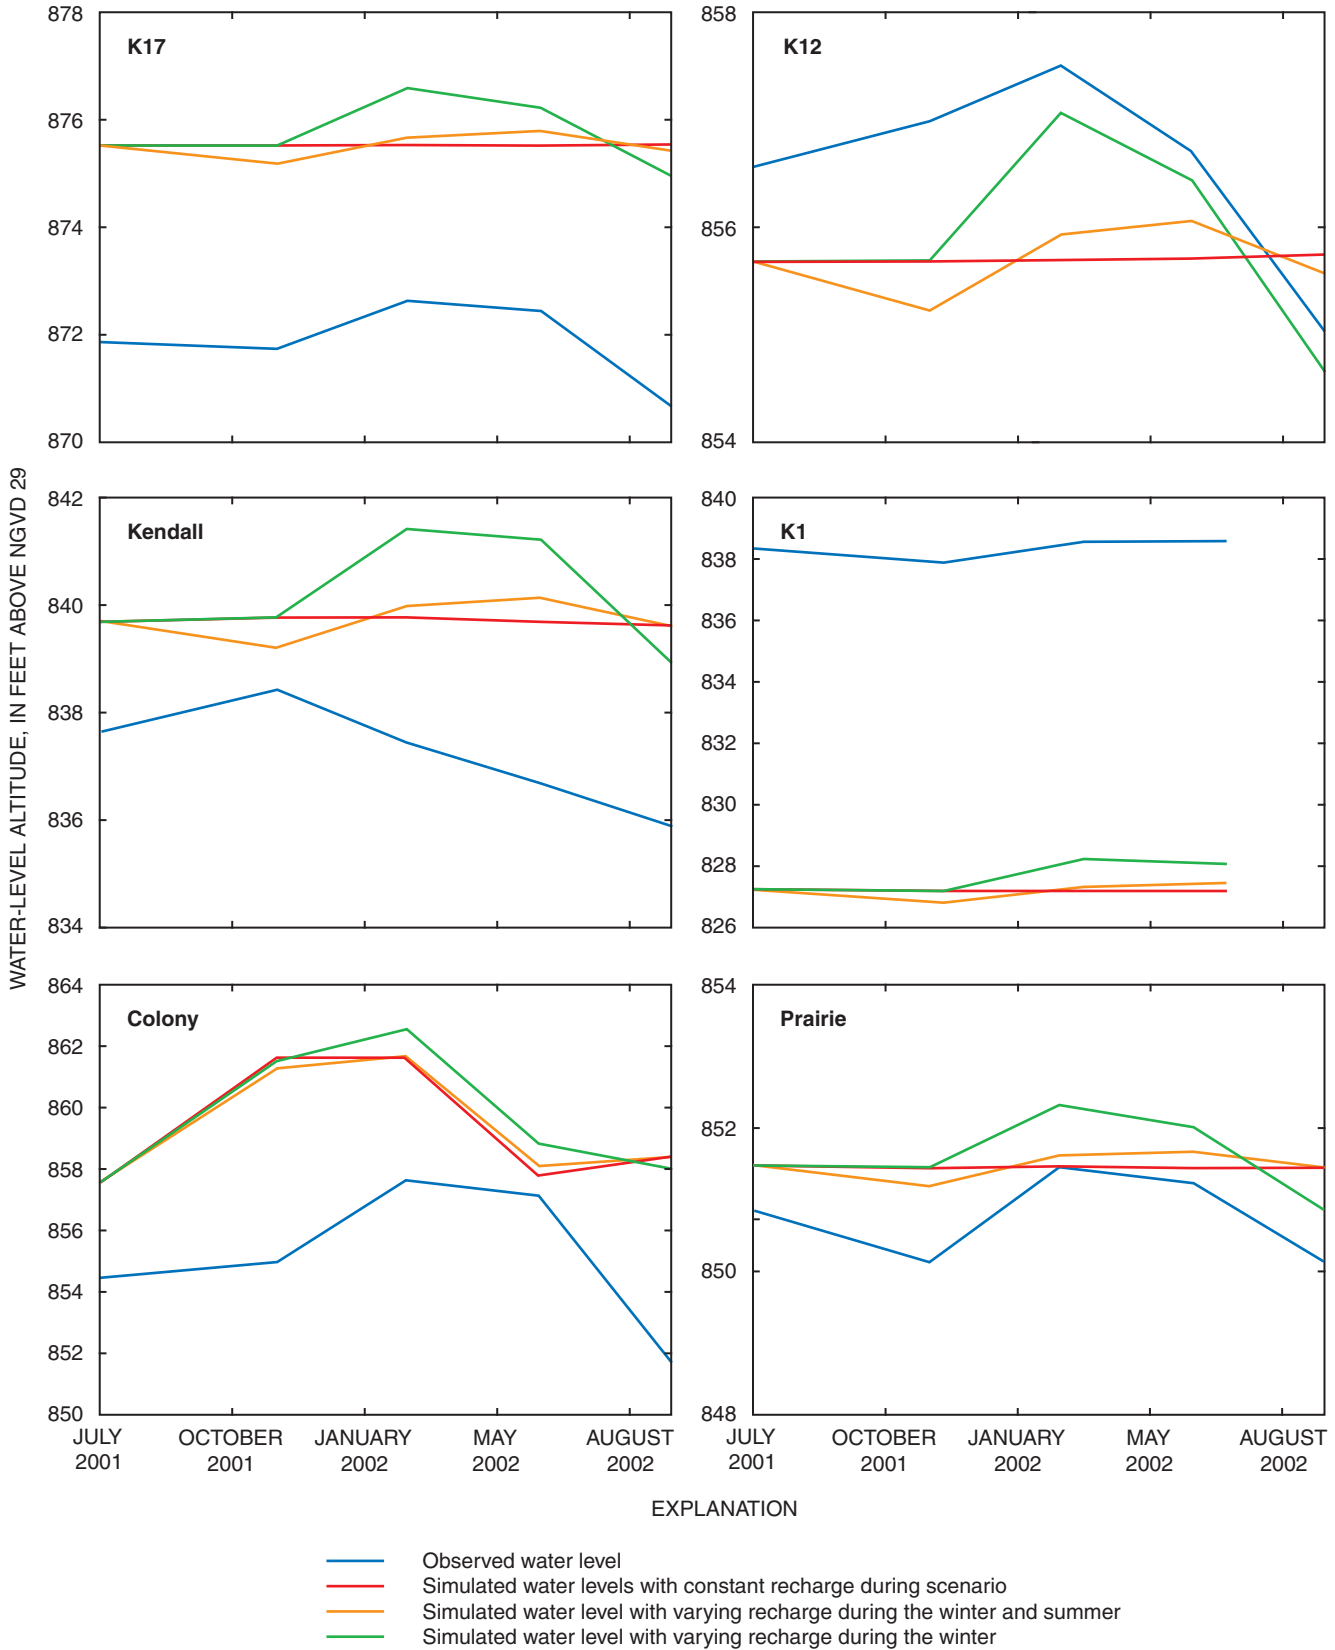 WATER-LEVEL ALTITUDE, IN FEET ABOVE NGVD 29
K17
878
876
874
872
870
K12
858
856
854
Kendall
842
840
838
836
834
K1
840
838
836
834
832
830
828
826
Colony
864
862
860
858
856
854
852
850
JULY 2001
OCTOBER 2001
JANUARY 2002
MAY 2002
AUGUST 2002
Prairie
854
852
850
848
JULY 2001
OCTOBER 2001
JANUARY 2002
MAY 2002
AUGUST 2002
EXPLANATION
Observed water level
Simulated water levels with constant recharge during scenario
Simulated water level with varying recharge during the winter and summer
Simulated water level with varying recharge during the winter